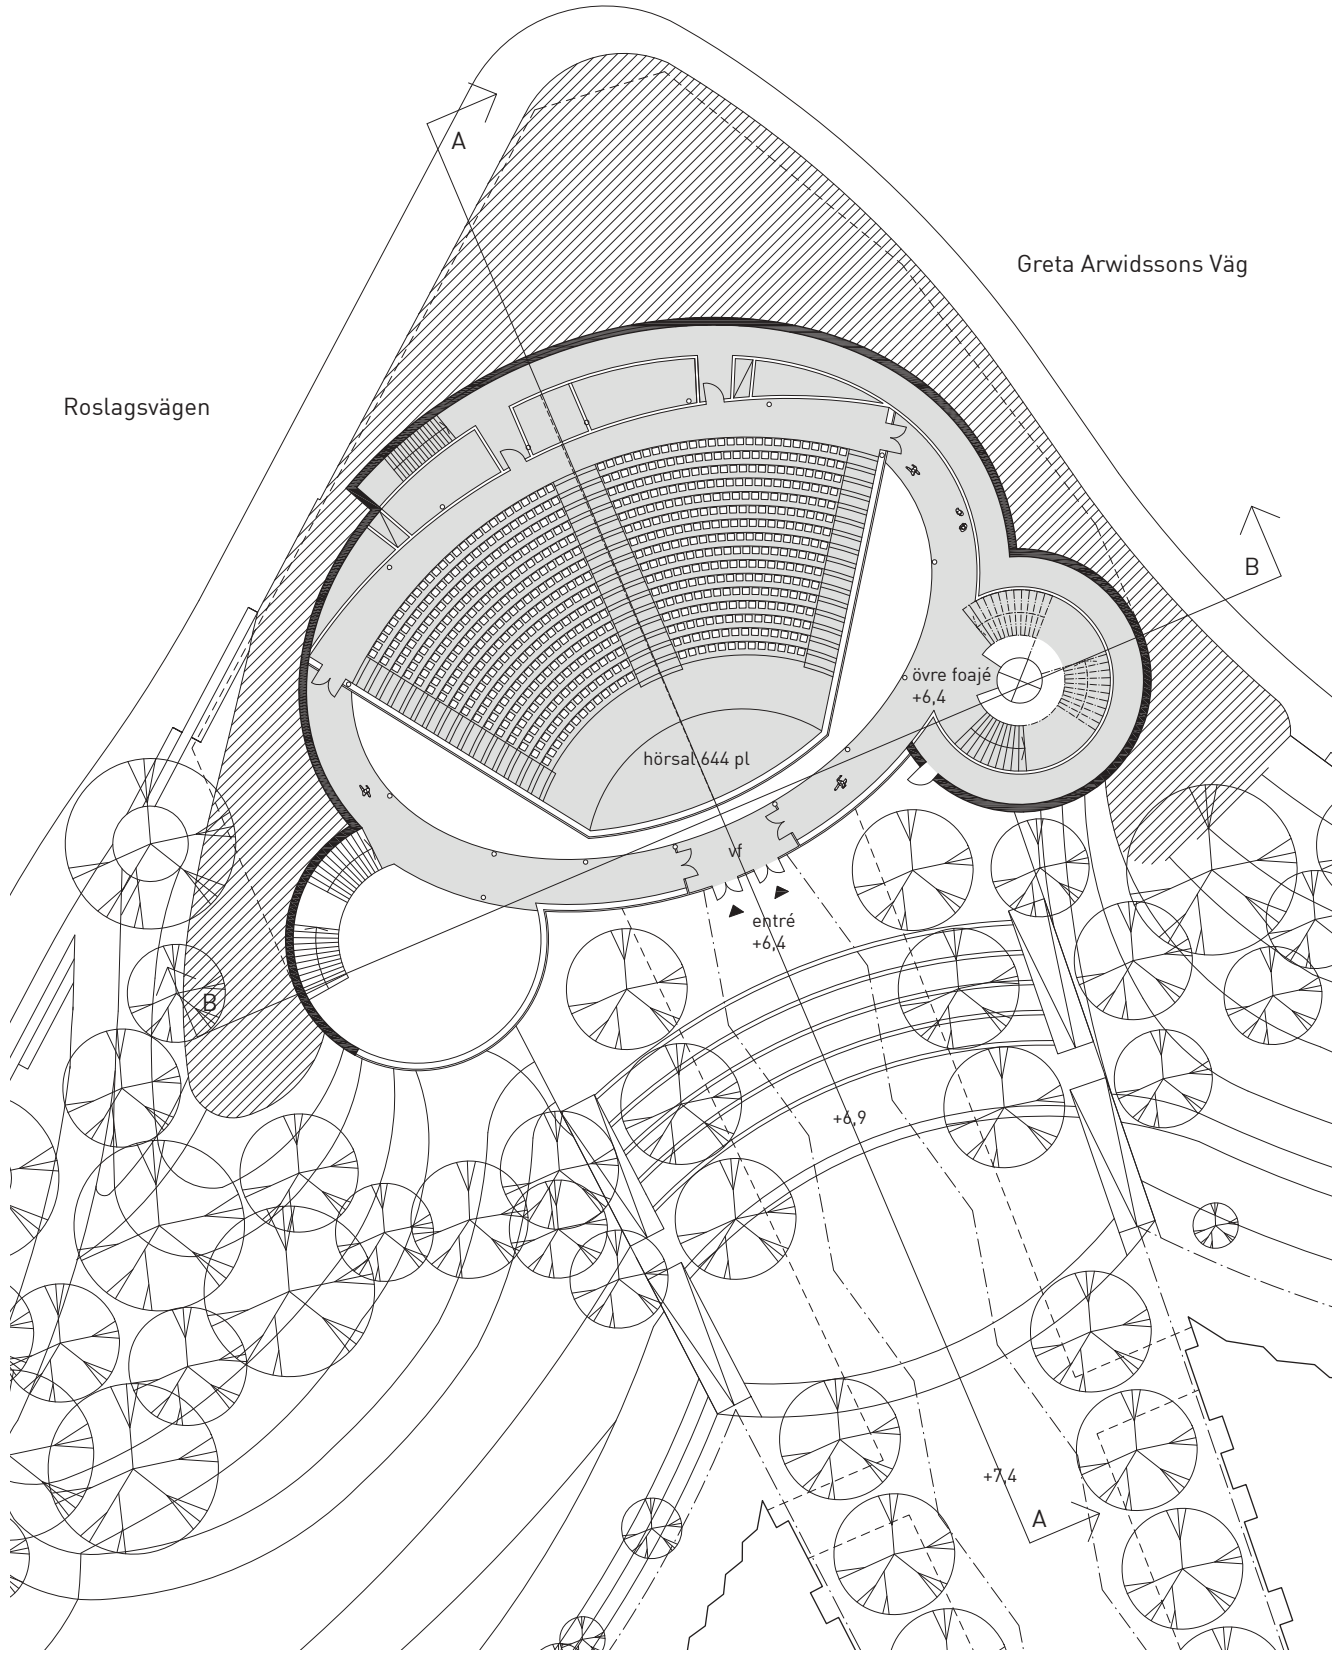 A
Greta Arwidssons Väg
Roslagsvägen
B
övre foajé
+6,4
hörsal 644 pl
vf
entré
+6,4
B
+6,9
+7,4
A